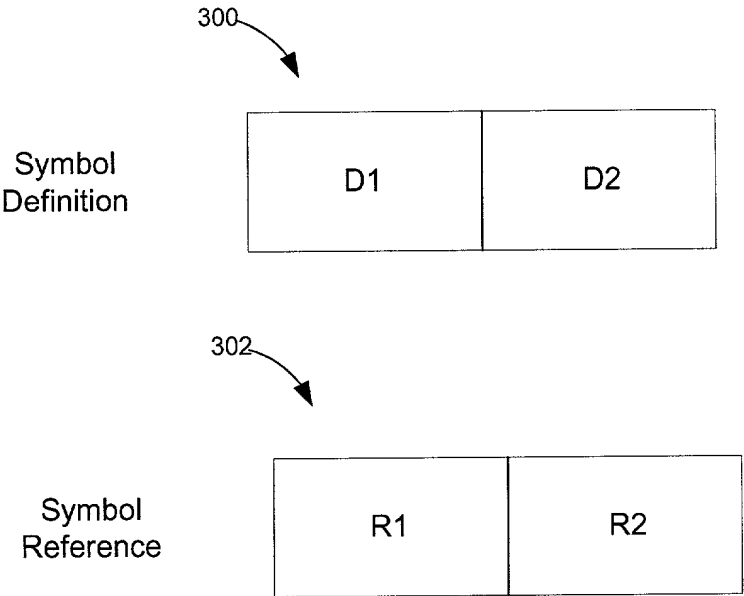 300
Symbol
Definition
D1
D2
302
Symbol
Reference
R1
R2